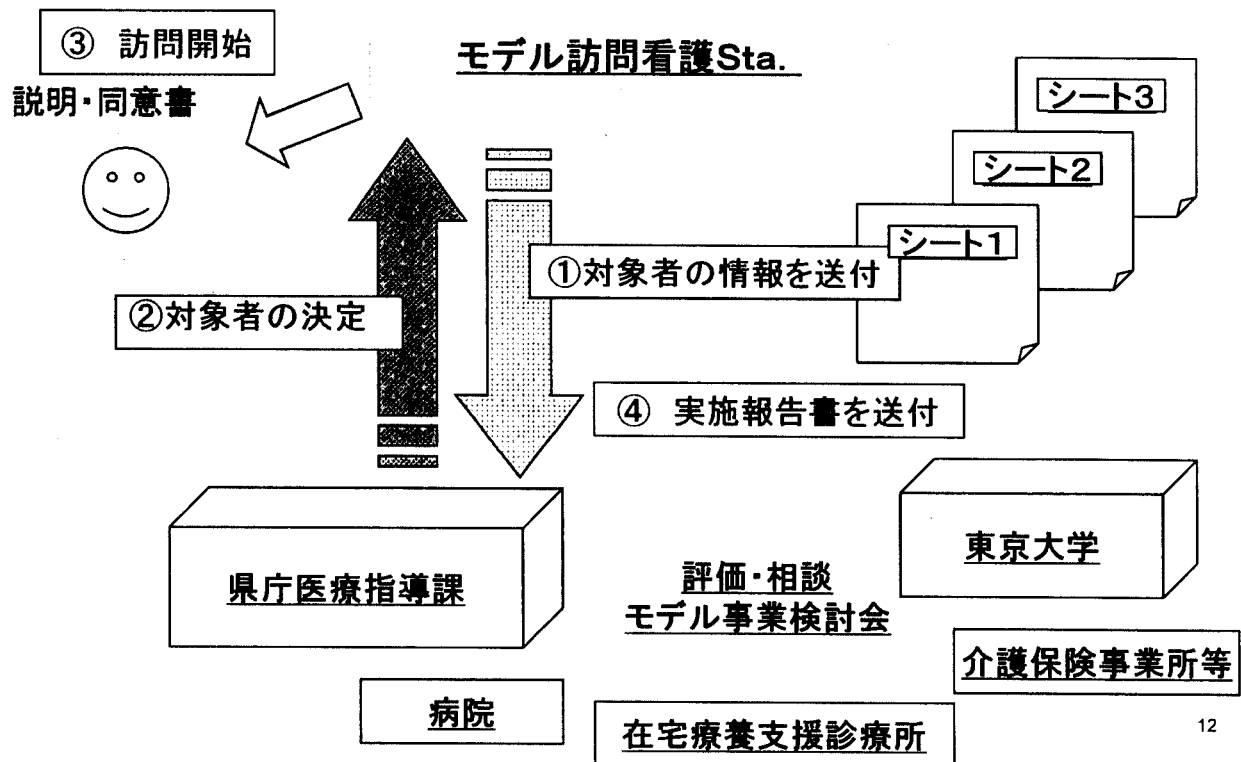 ③ 訪問開始
モデル訪問看護Sta.
説明・同意書
シート3
シート2
シート1
①対象者の情報を送付
②対象者の決定
④ 実施報告書を送付
県庁医療指導課
東京大学
評価・相談
モデル事業検討会
介護保険事業所等
病院
在宅療養支援診療所
12